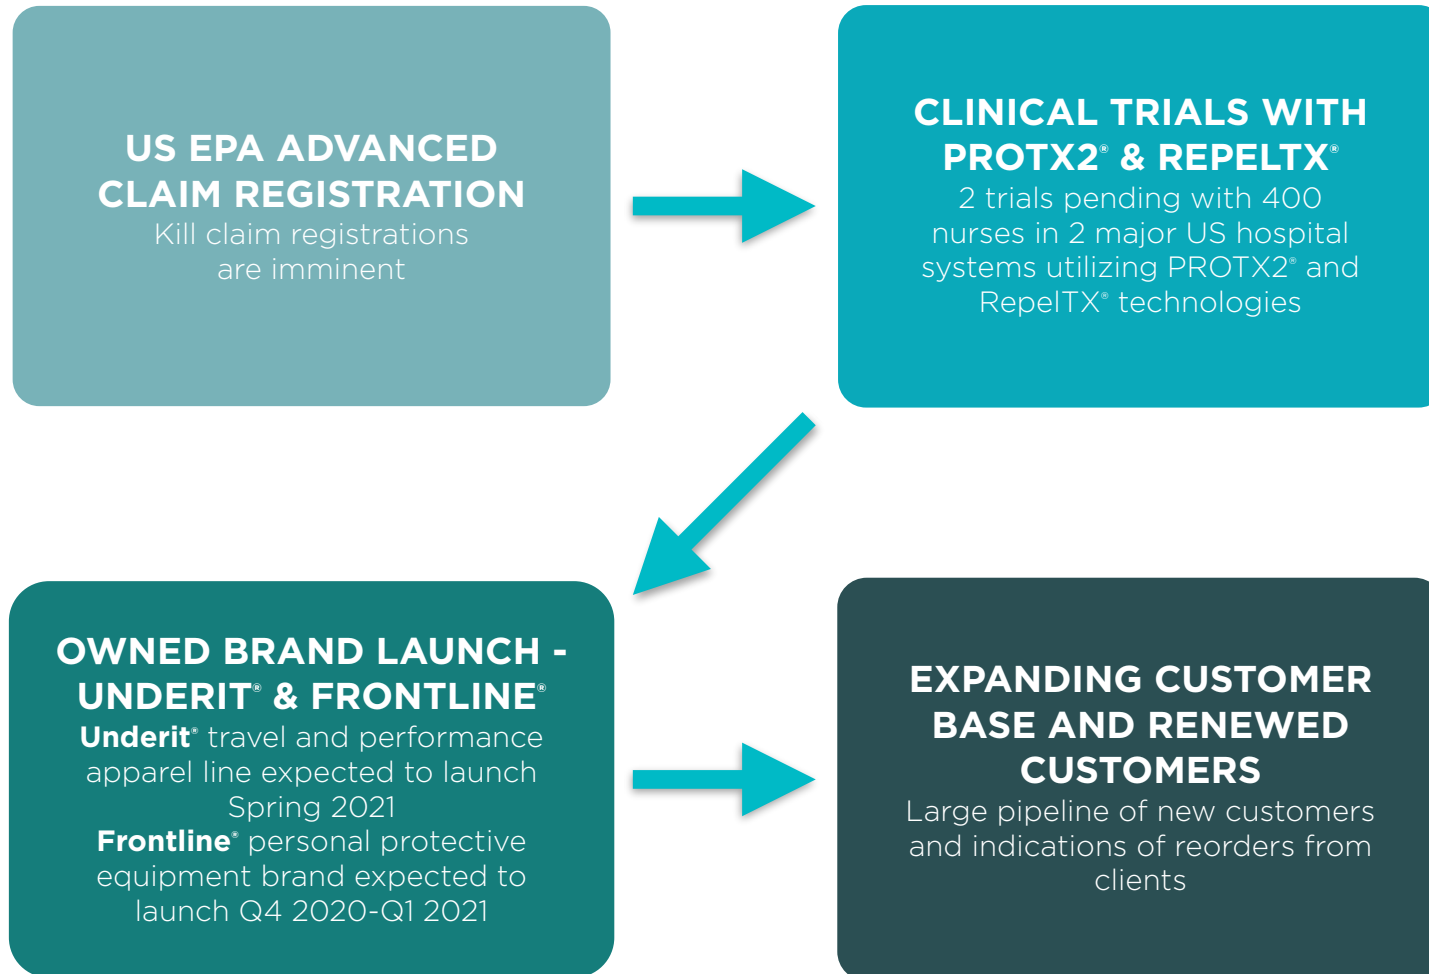 US EPA ADVANCED
CLAIM REGISTRATION
Kill claim registrations
are imminent
CLINICAL TRIALS WITH
PROTX2® & REPELTX®
2 trials pending with 400
nurses in 2 major US hospital
systems utilizing PROTX2® and
RepelTX® technologies
OWNED BRAND LAUNCH -
UNDERIT® & FRONTLINE®
Underit® travel and performance
apparel line expected to launch
Spring 2021
Frontline® personal protective
equipment brand expected to
launch Q4 2020-Q1 2021
EXPANDING CUSTOMER
BASE AND RENEWED
CUSTOMERS
Large pipeline of new customers
and indications of reorders from
clients